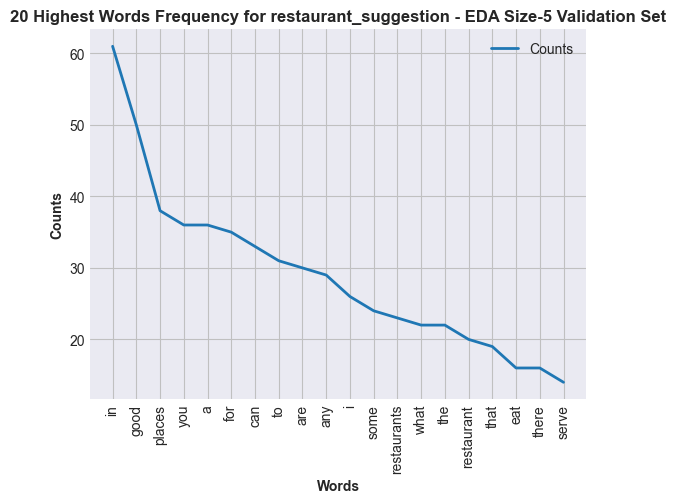 20 Highest Words Frequency for restaurant_suggestion - EDA Size-5 Validation Set
Counts
60
50
40
30
20
Counts
in
good
places
you
a
for
can
to
are
any
i
some
restaurants
what
the
restaurant
that
eat
there
serve
Words